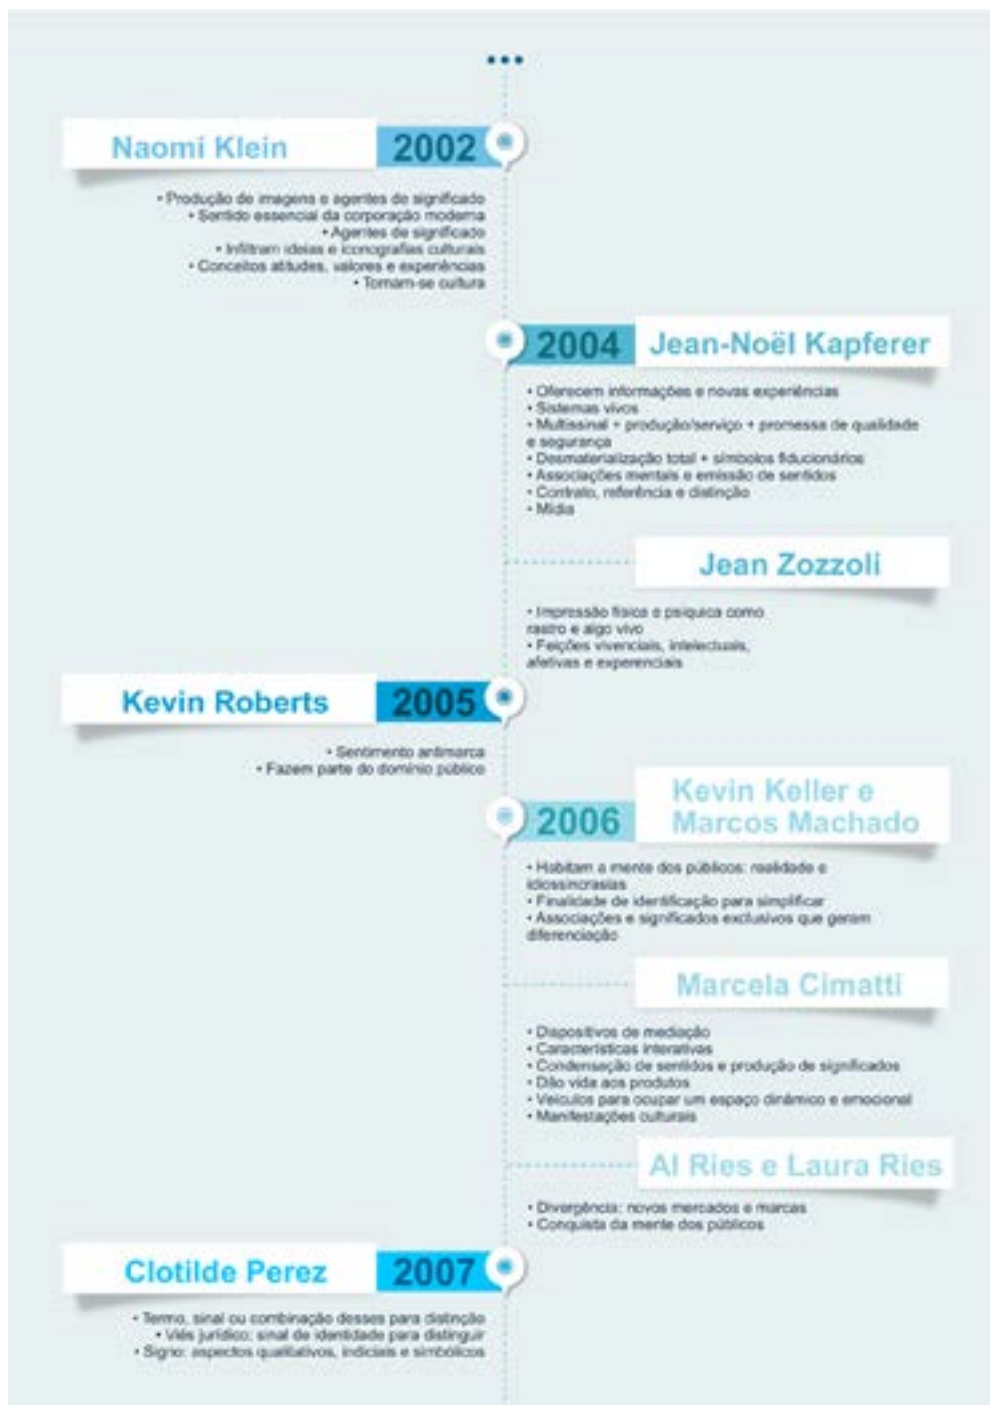 Naomi Klein 2002
• Produção de imagens e agentes de significado
• Sentido essencial da corporação moderna
• Agentes de significado
• Infiltram ideias e iconografias culturais
• Conceitos atitudes, valores e experiências
• Tornam-se cultura
2004 Jean-Noël Kapferer
• Oferecem informações e novas experiências
• Sistemas vivos
• Multissinal + produção/serviço + promessa de qualidade
e segurança
• Desmaterialização total + símbolos fiducionários
• Associações mentais e emissão de sentidos
• Contrato, referência e distinção
• Mídia
Jean Zozzoli
• Impressão física e psíquica como
rastro e algo vivo
• Feições vivenciais, intelectuais,
afetivas e experenciais
Kevin Roberts 2005
• Sentimento antimarca
• Fazem parte do domínio público
2006 Kevin Keller e
Marcos Machado
• Habitam a mente dos públicos: realidade e
idiossincrasias
• Finalidade de identificação para simplificar
• Associações e significados exclusivos que geram
diferenciação
Marcela Cimatti
• Dispositivos de mediação
• Características interativas
• Condensação de sentidos e produção de significados
• Dão vida aos produtos
• Veículos para ocupar um espaço dinâmico e emocional
• Manifestações culturais
Al Ries e Laura Ries
• Divergência: novos mercados e marcas
• Conquista da mente dos públicos
Clotilde Perez 2007
• Termo, sinal ou combinação desses para distinção
• Viés jurídico: sinal de identidade para distinguir
• Signo: aspectos qualitativos, indiciais e simbólicos